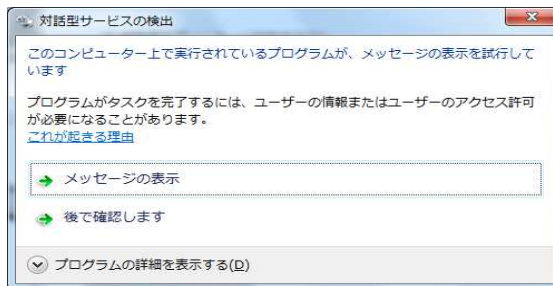 対話型サービスの検出
このコンピューター上で実行されているプログラムが、メッセージの表示を試行して
います
プログラムがタスクを完了するには、ユーザーの情報またはユーザーのアクセス許可
が必要になることがあります。
これが起きる理由
メッセージの表示
後で確認します
プログラムの詳細を表示する(D)